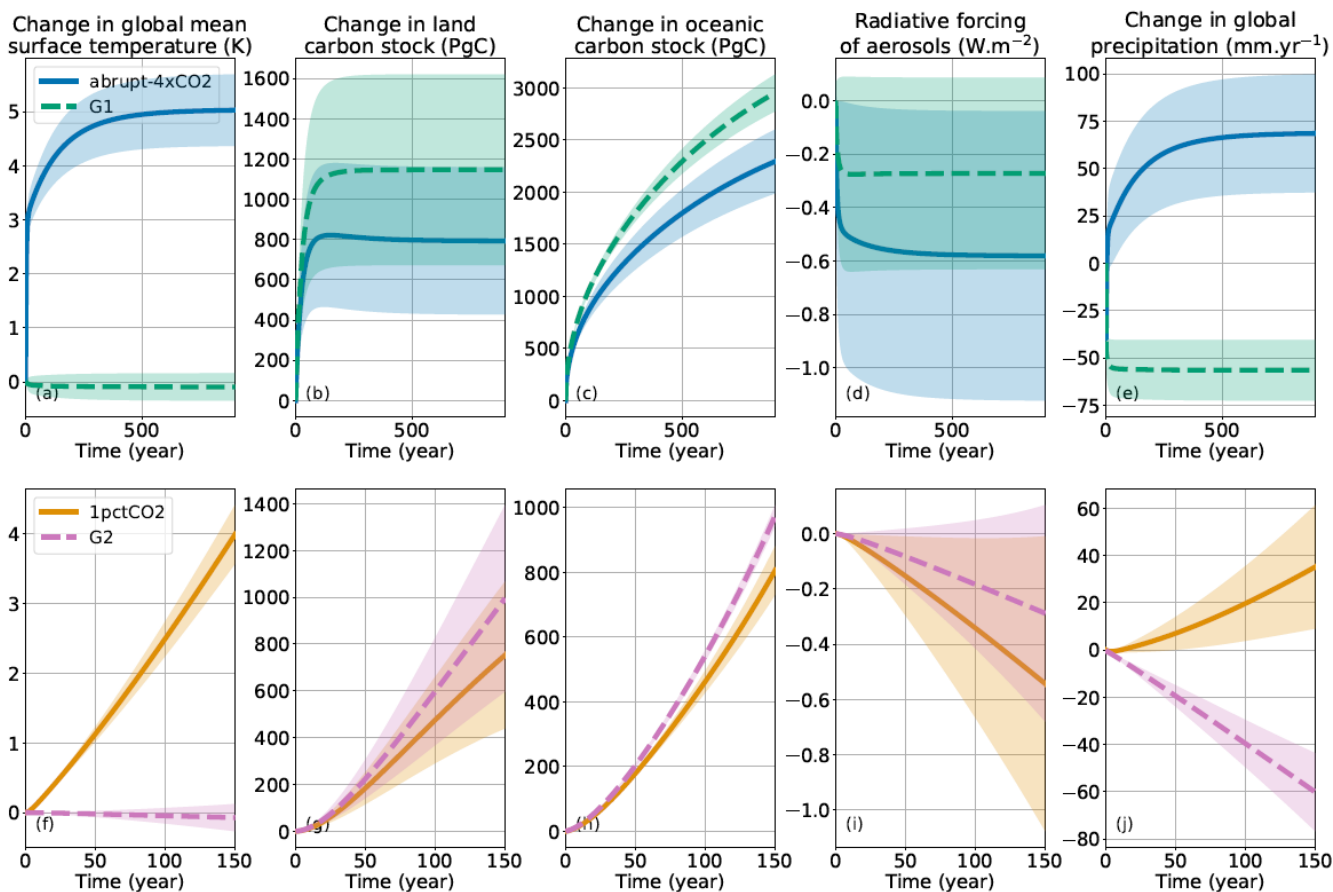 Change in global mean
surface temperature (K)
Change in land
carbon stock (PgC)
Change in oceanic
carbon stock (PgC)
Radiative forcing
of aerosols (W.m−2)
Change in global
precipitation (mm.yr−1)
abrupt-4xCO2
G1
5
4
3
2
1
0
(a)
0
500
Time (year)
1600
1400
1200
1000
800
600
400
200
0
(b)
0
500
Time (year)
3000
2500
2000
1500
1000
500
0
(c)
0
500
Time (year)
0.0
−0.2
−0.4
−0.6
−0.8
−1.0
(d)
0
500
Time (year)
100
75
50
25
0
−25
−50
−75
(e)
0
500
Time (year)
1pctCO2
G2
4
3
2
1
0
(f)
0
50
100
150
Time (year)
1400
1200
1000
800
600
400
200
0
(g)
0
50
100
150
Time (year)
1000
800
600
400
200
0
(h)
0
50
100
150
Time (year)
0.0
−0.2
−0.4
−0.6
−0.8
−1.0
(i)
0
50
100
150
Time (year)
60
40
20
0
−20
−40
−60
−80
(j)
0
50
100
150
Time (year)